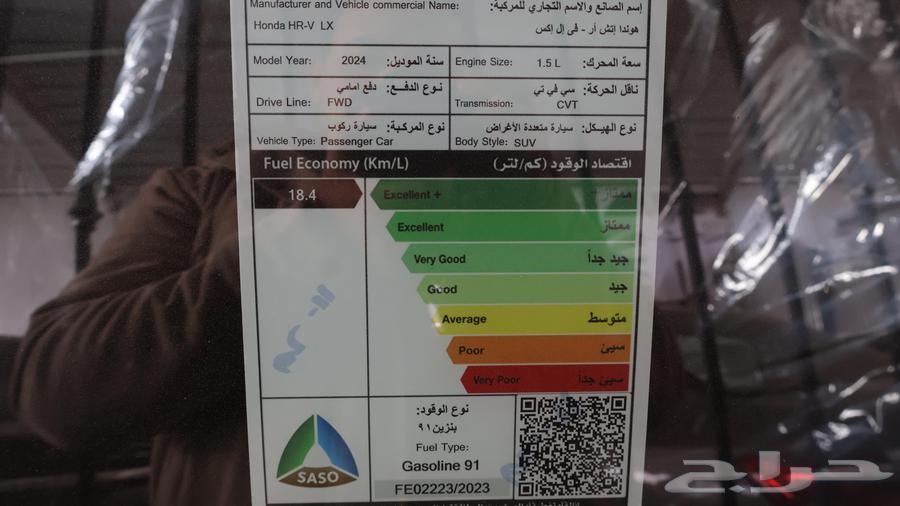 Manufacturer and Vehicle commercial Name: إسم الصانع والاسم التجاري للمركبة:
Honda HR-V LX هوندا إتش أر - في إل إكس
Model Year: 2024 سنة الموديل:
Engine Size: 1.5 L سعة المحرك:
نوع الدفع: دفع امامي
Drive Line: FWD
ناقل الحركة: سي في تي
Transmission: CVT
نوع المركبة: سيارة ركوب
Vehicle Type: Passenger Car
نوع الهيكل: سيارة متعددة الأغراض
Body Style: SUV
Fuel Economy (Km/L) اقتصاد الوقود (كم/لتر)
18.4
Excellent + ممتاز+
Excellent ممتاز
Very Good جيد جداً
Good جيد
Average متوسط
Poor سيئ
Very Poor سيئ جداً
SASO
نوع الوقود:
بنزين ٩١
Fuel Type:
Gasoline 91
FE02223/2023
حراج